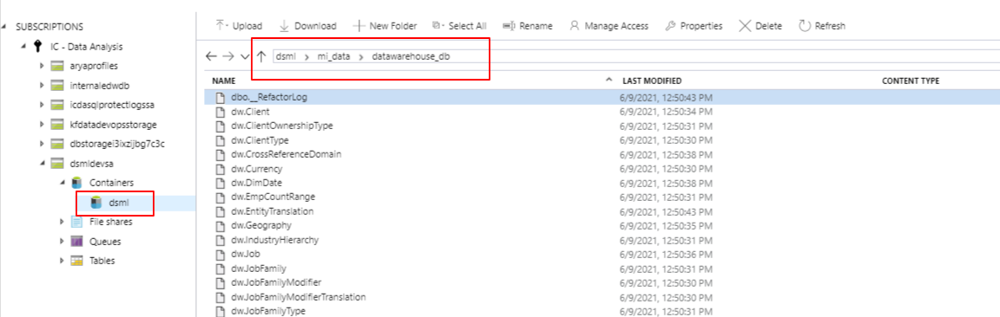 SUBSCRIPTIONS
IC - Data Analysis
aryaprofiles
internaledwdb
icdasqlprotectlogssa
kfdatadevopsstorage
dbstoragei3ixzijbg7c3c
dsmldevsa
Containers
dsml
File shares
Queues
Tables
Upload Download New Folder Select All Rename Manage Access Properties Delete Refresh
dsml > mi_data > datawarehouse_db
NAME LAST MODIFIED CONTENT TYPE
dbo.__RefactorLog 6/9/2021, 12:50:43 PM
dw.Client 6/9/2021, 12:50:34 PM
dw.ClientOwnershipType 6/9/2021, 12:50:31 PM
dw.ClientType 6/9/2021, 12:50:30 PM
dw.CrossReferenceDomain 6/9/2021, 12:50:38 PM
dw.Currency 6/9/2021, 12:50:30 PM
dw.DimDate 6/9/2021, 12:50:38 PM
dw.EmpCountRange 6/9/2021, 12:50:31 PM
dw.EntityTranslation 6/9/2021, 12:50:43 PM
dw.Geography 6/9/2021, 12:50:35 PM
dw.IndustryHierarchy 6/9/2021, 12:50:31 PM
dw.Job 6/9/2021, 12:50:36 PM
dw.JobFamily 6/9/2021, 12:50:31 PM
dw.JobFamilyModifier 6/9/2021, 12:50:30 PM
dw.JobFamilyModifierTranslation 6/9/2021, 12:50:30 PM
dw.JobFamilyType 6/9/2021, 12:50:31 PM